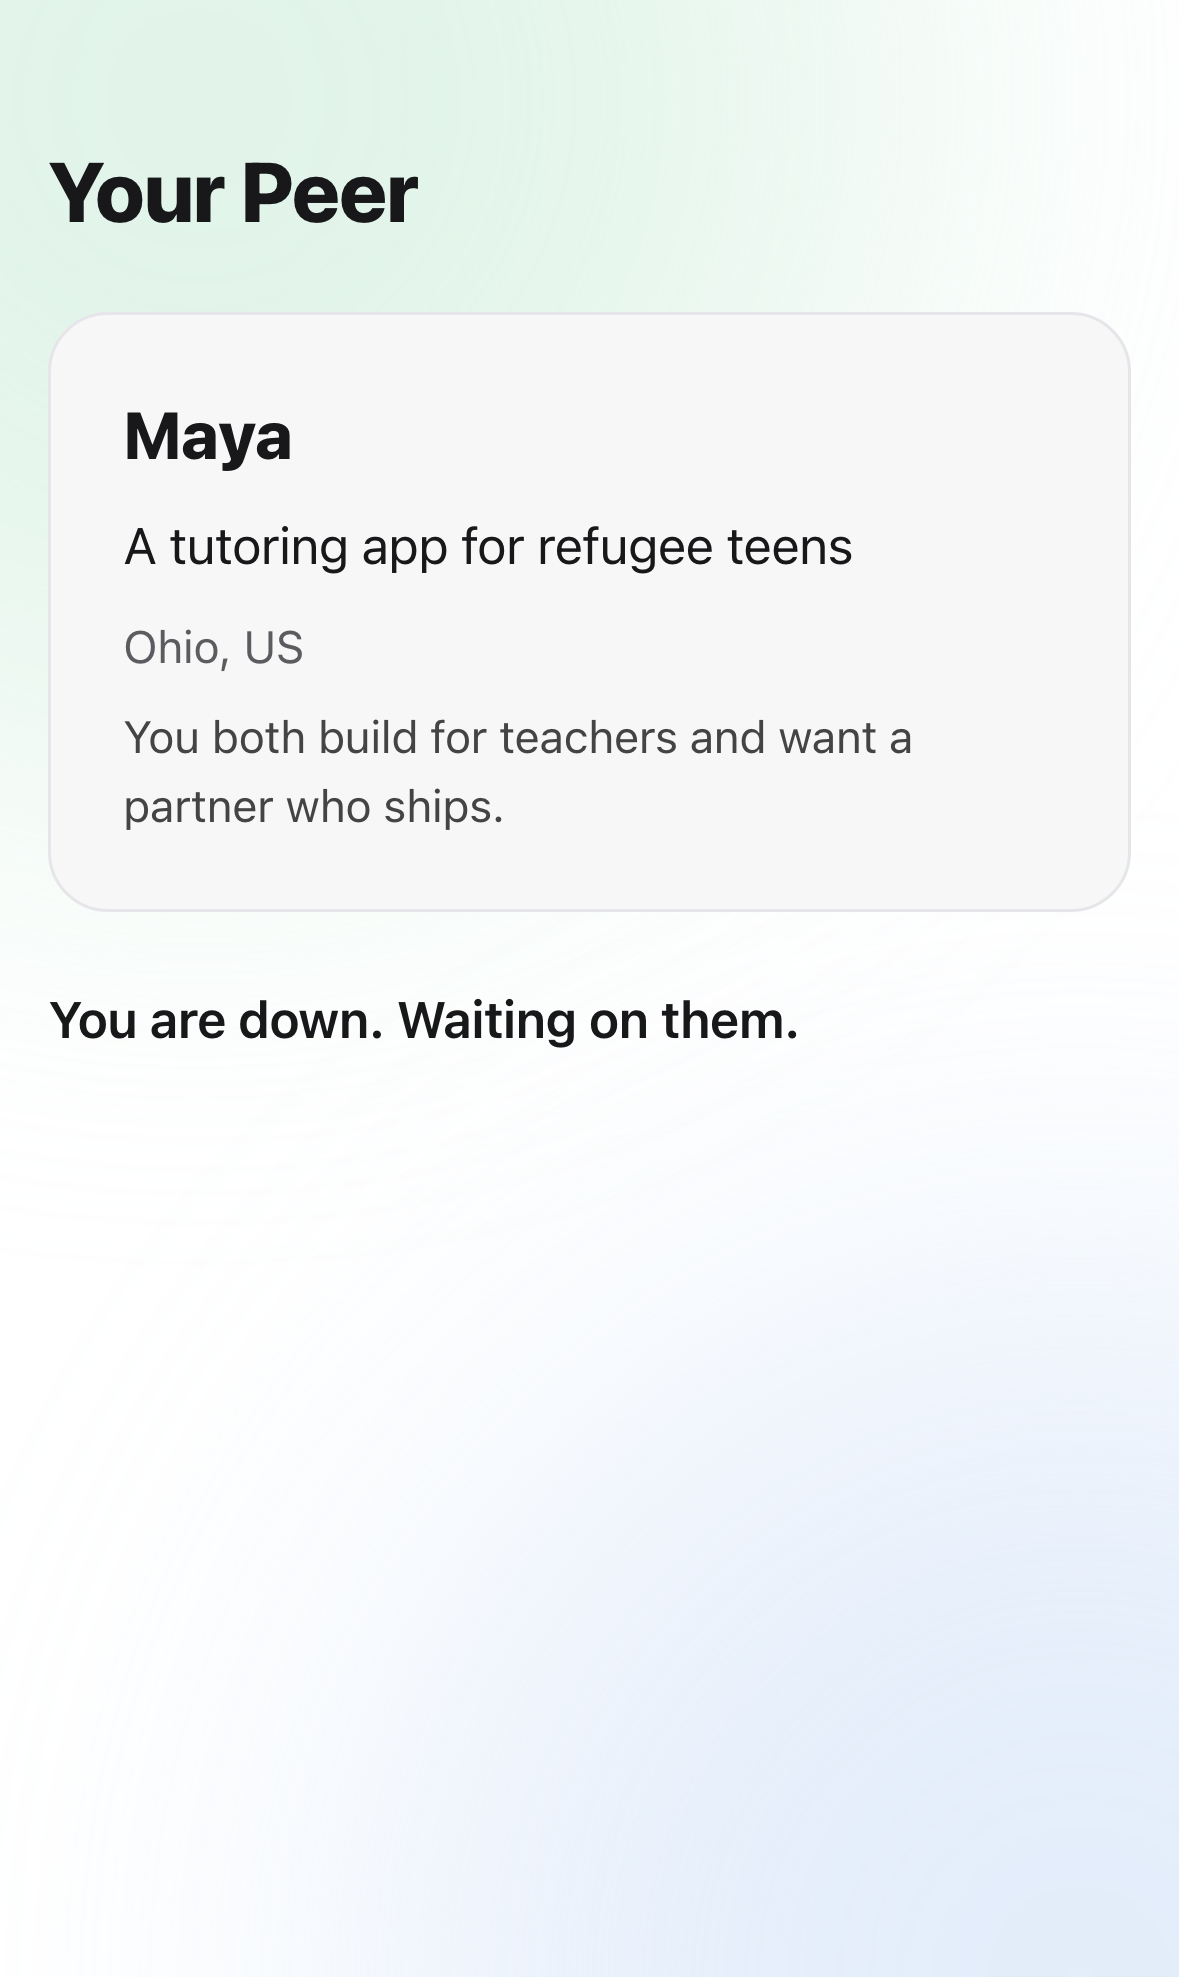 Your Peer
Maya
A tutoring app for refugee teens
Ohio, US
You both build for teachers and want a
partner who ships.
You are down. Waiting on them.